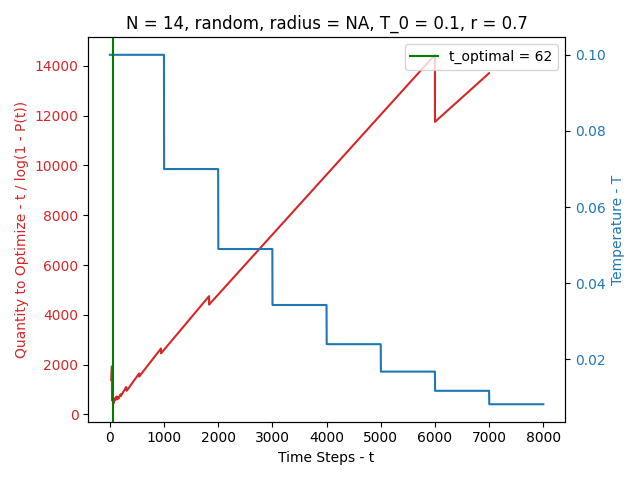 N = 14, random, radius = NA, T_0 = 0.1, r = 0.7
t_optimal = 62
Quantity to Optimize - t / log(1 - P(t))
14000
12000
10000
8000
6000
4000
2000
0
0.10
0.08
0.06
0.04
0.02
Temperature - T
0 1000 2000 3000 4000 5000 6000 7000 8000
Time Steps - t